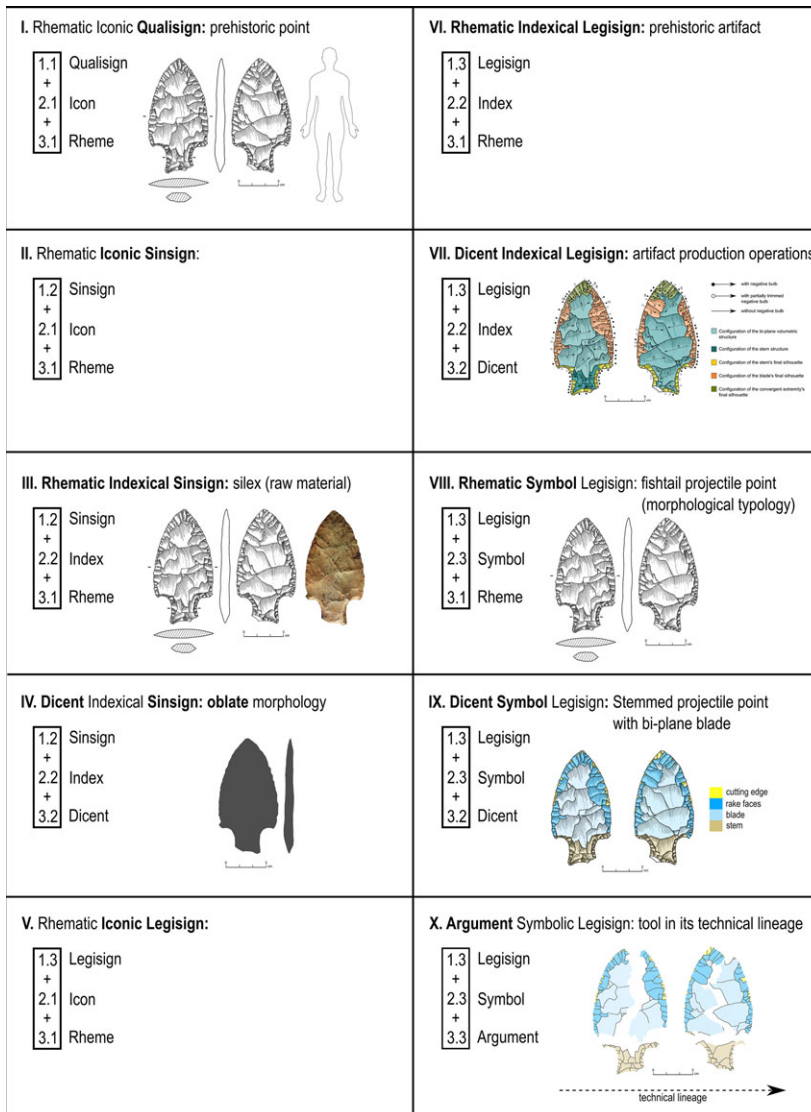 I. Rhematic Iconic Qualisign: prehistoric point
1.1 Qualisign
+
2.1 Icon
+
3.1 Rheme
II. Rhematic Iconic Sinsign:
1.2 Sinsign
+
2.1 Icon
+
3.1 Rheme
III. Rhematic Indexical Sinsign: silex (raw material)
1.2 Sinsign
+
2.2 Index
+
3.1 Rheme
IV. Dicent Indexical Sinsign: oblate morphology
1.2 Sinsign
+
2.2 Index
+
3.2 Dicent
V. Rhematic Iconic Legisign:
1.3 Legisign
+
2.1 Icon
+
3.1 Rheme
VI. Rhematic Indexical Legisign: prehistoric artifact
1.3 Legisign
+
2.2 Index
+
3.1 Rheme
VII. Dicent Indexical Legisign: artifact production operations
1.3 Legisign
+
2.2 Index
+
3.2 Dicent
with negative bulb
with partially trimmed
negative bulb
without negative bulb
Configuration of the bi-plane volumetric
structure
Configuration of the stem structure
Configuration of the stem's final silhouette
Configuration of the blade's final silhouette
Configuration of the convergent extremity's
final silhouette
VIII. Rhematic Symbol Legisign: fishtail projectile point
(morphological typology)
1.3 Legisign
+
2.3 Symbol
+
3.1 Rheme
IX. Dicent Symbol Legisign: Stemmed projectile point
with bi-plane blade
1.3 Legisign
+
2.3 Symbol
+
3.2 Dicent
cutting edge
rake faces
blade
stem
X. Argument Symbolic Legisign: tool in its technical lineage
1.3 Legisign
+
2.3 Symbol
+
3.3 Argument
technical lineage